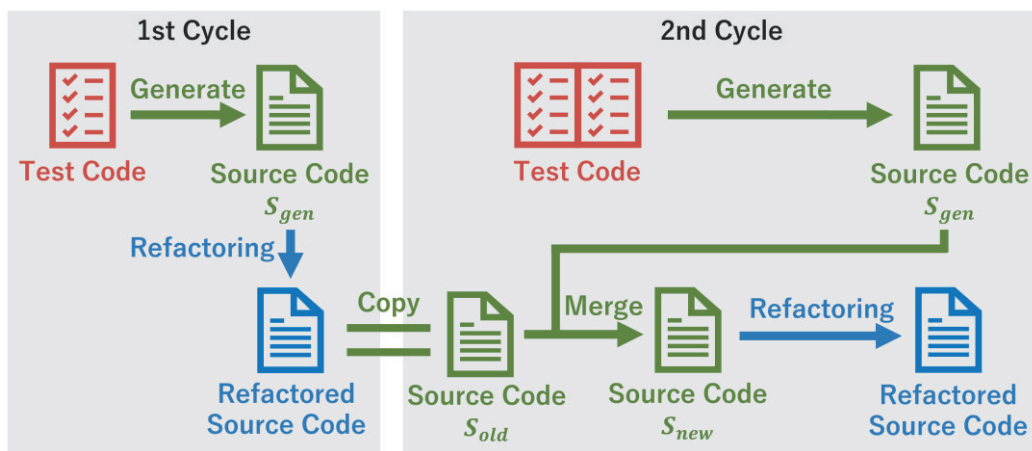 1st Cycle
Generate
Test Code
Source Code
S_gen
Refactoring
Refactored
Source Code
Copy
2nd Cycle
Generate
Test Code
Source Code
S_gen
Source Code
S_old
Merge
Source Code
S_new
Refactoring
Refactored
Source Code